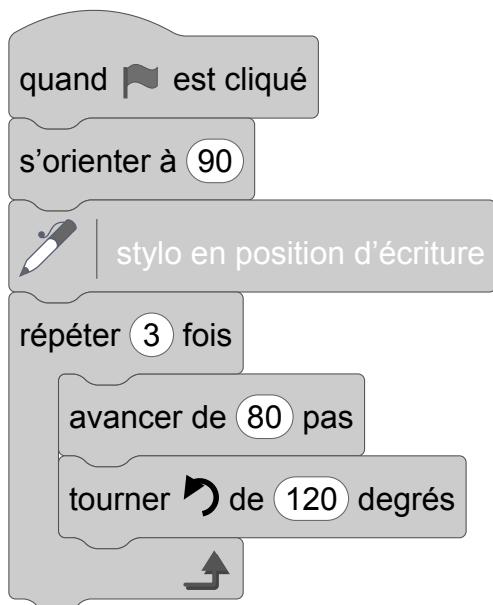 quand est cliqué
s’orienter à 90
stylo en position d’écriture
répéter 3 fois
avancer de 80 pas
tourner de 120 degrés